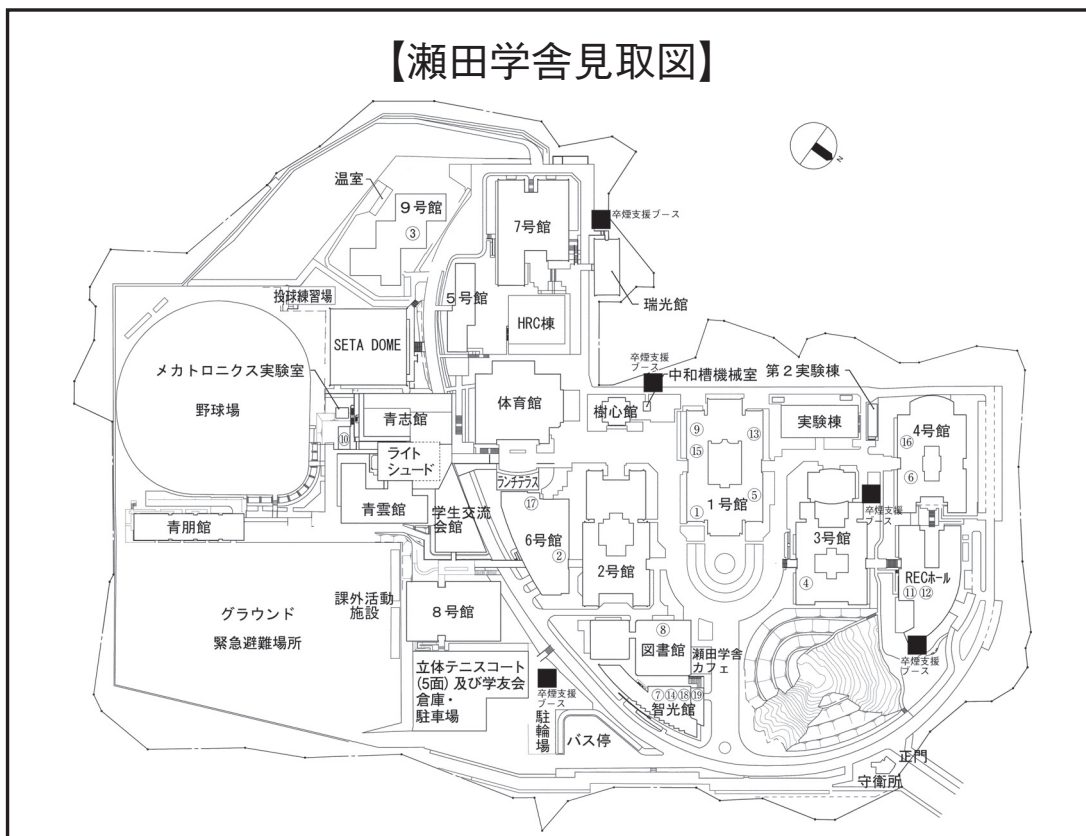 【瀬田学舎見取図】
N
温室
9号館
③
7号館
卒煙支援ブース
瑞光館
投球練習場
5号館
HRC棟
SETA DOME
メカトロニクス実験室
野球場
⑩
青志館
体育館
卒煙支援
ブース
中和槽機械室
樹心館
第2実験棟
実験棟
⑨
⑬
⑮
①
⑤
1号館
4号館
⑯
⑥
卒煙支援
ブース
ライト
シュード
ランチテラス
⑰
青雲館
学生交流
会館
青朋館
6号館
②
2号館
3号館
④
RECホール
⑪ ⑫
卒煙支援
ブース
グラウンド
緊急避難場所
課外活動
施設
8号館
⑧
図書館
瀬田学舎
カフェ
⑦⑭⑱⑲
智光館
立体テニスコート
(5面)及び学友会
倉庫・
駐車場
卒煙支援
ブース
駐輪場
バス停
正門
守衛所